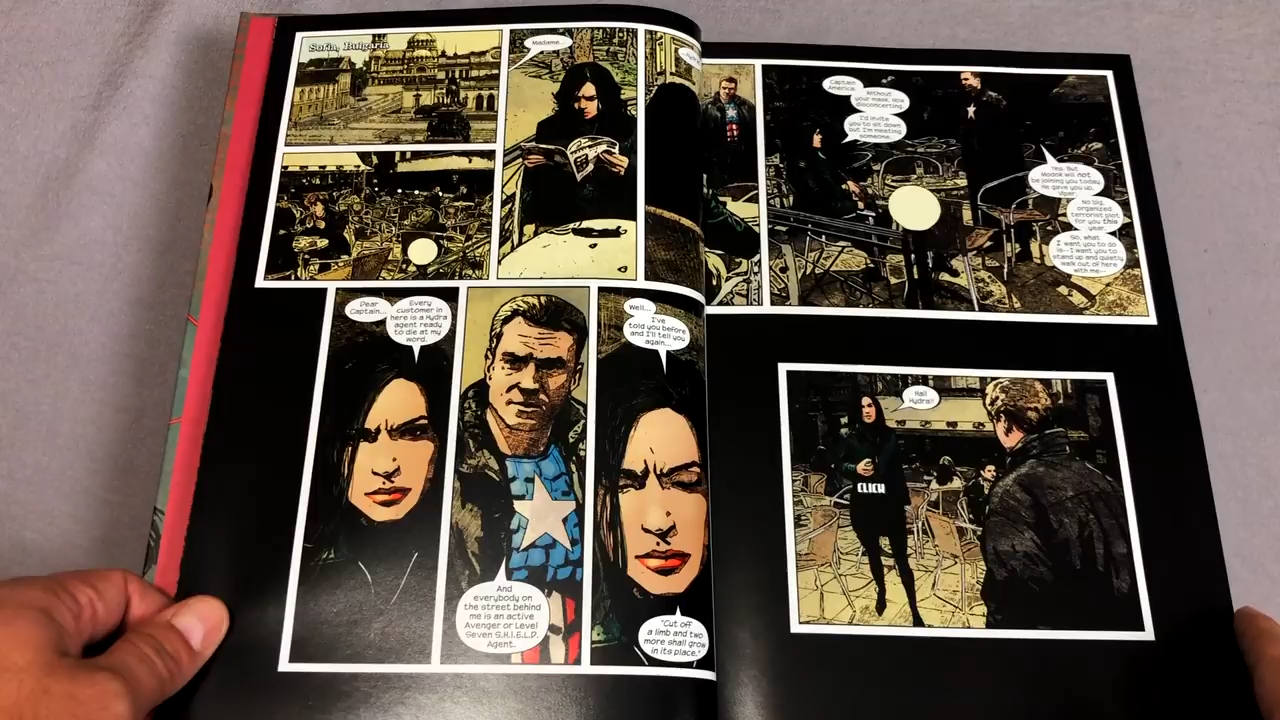 Sofia, Bulgaria
Madame...
Captain
America.
Without
your mask. How
disconcerting.
I'd invite
you to sit down
but I'm meeting
someone.
Yes. But
Modok will not
be joining you today.
He gave you up,
Viper.
No big,
organized
terrorist plot
for you this
year.
So, what
I want you to do
is--I want you to
stand up and quietly
walk out of here
with me--
Dear
Captain...
Every
customer in
here is a Hydra
agent ready
to die at my
word.
And
everybody on
the street behind
me is an active
Avenger or Level
Seven S.H.I.E.L.D.
Agent.
Well...
I've
told you before
and I'll tell you
again...
"Cut off
a limb and two
more shall grow
in its place."
Hail
Hydra!!
CLICK